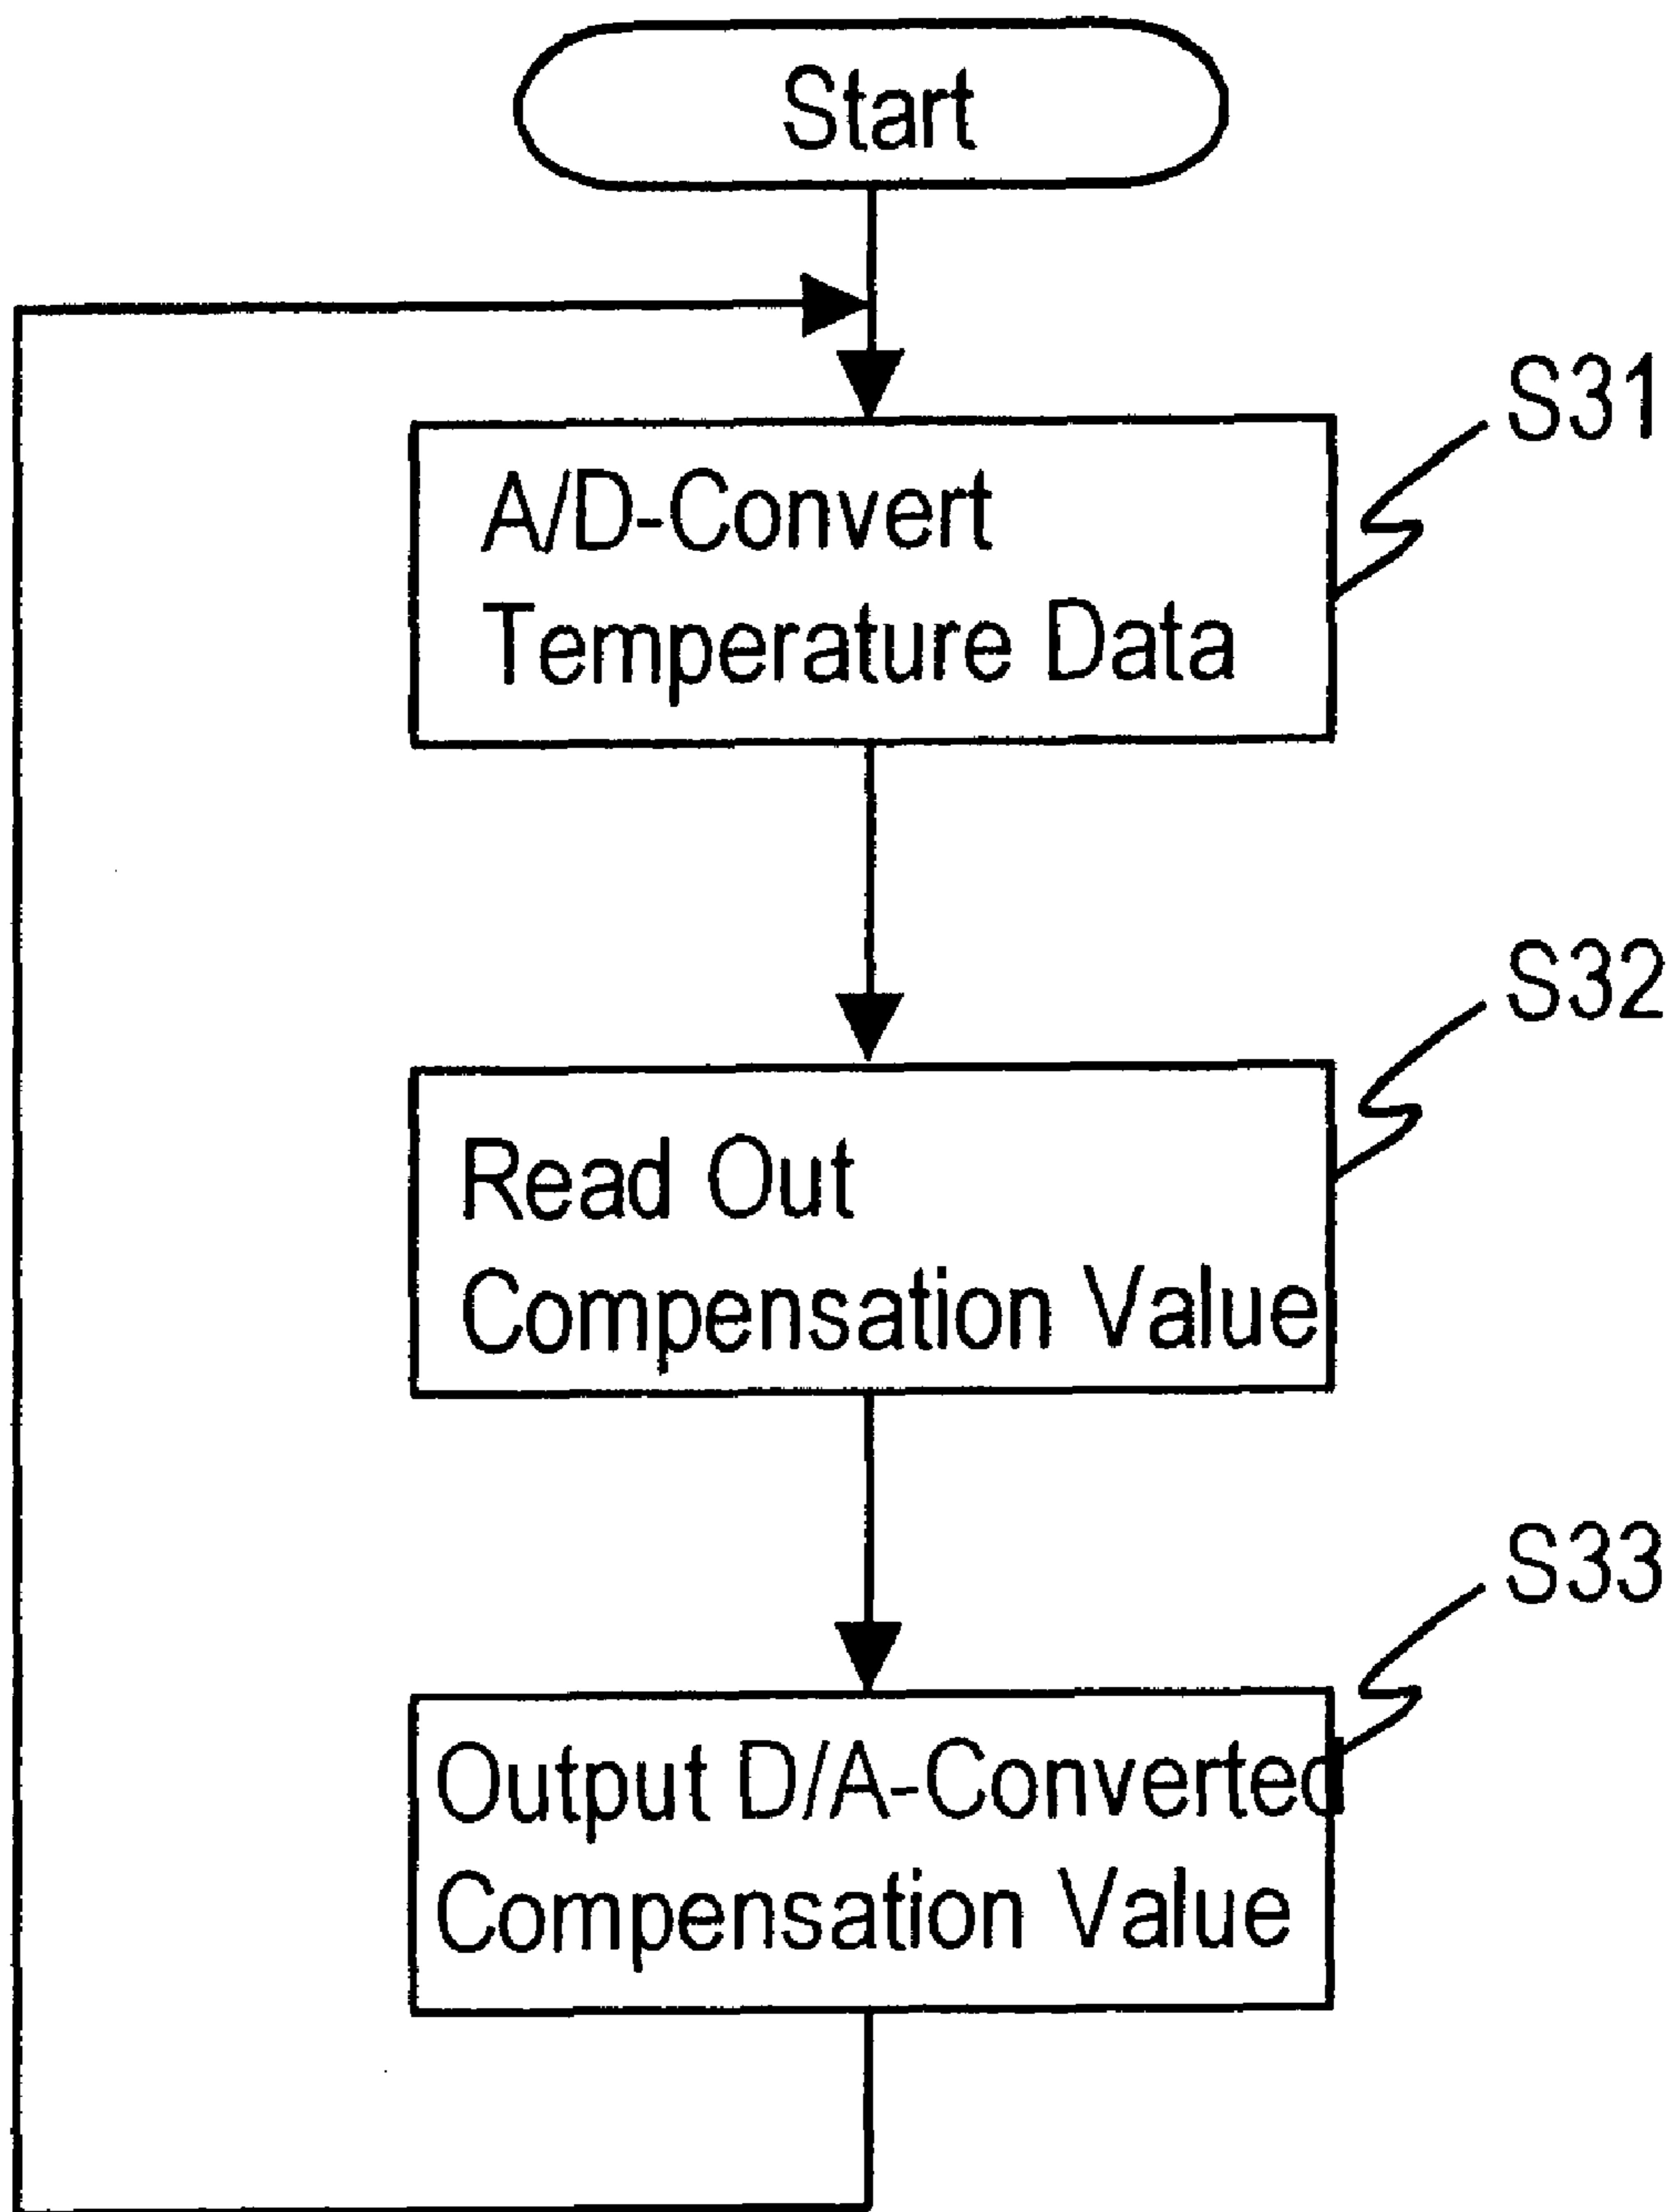 Start
S31
A/D-Convert
Temperature Data
S32
Read Out
Compensation Value
S33
Output D/A-Converted
Compensation Value